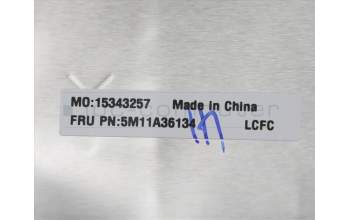 MO:15343257 Made in China
FRU PN:5M11A36134 LCFC